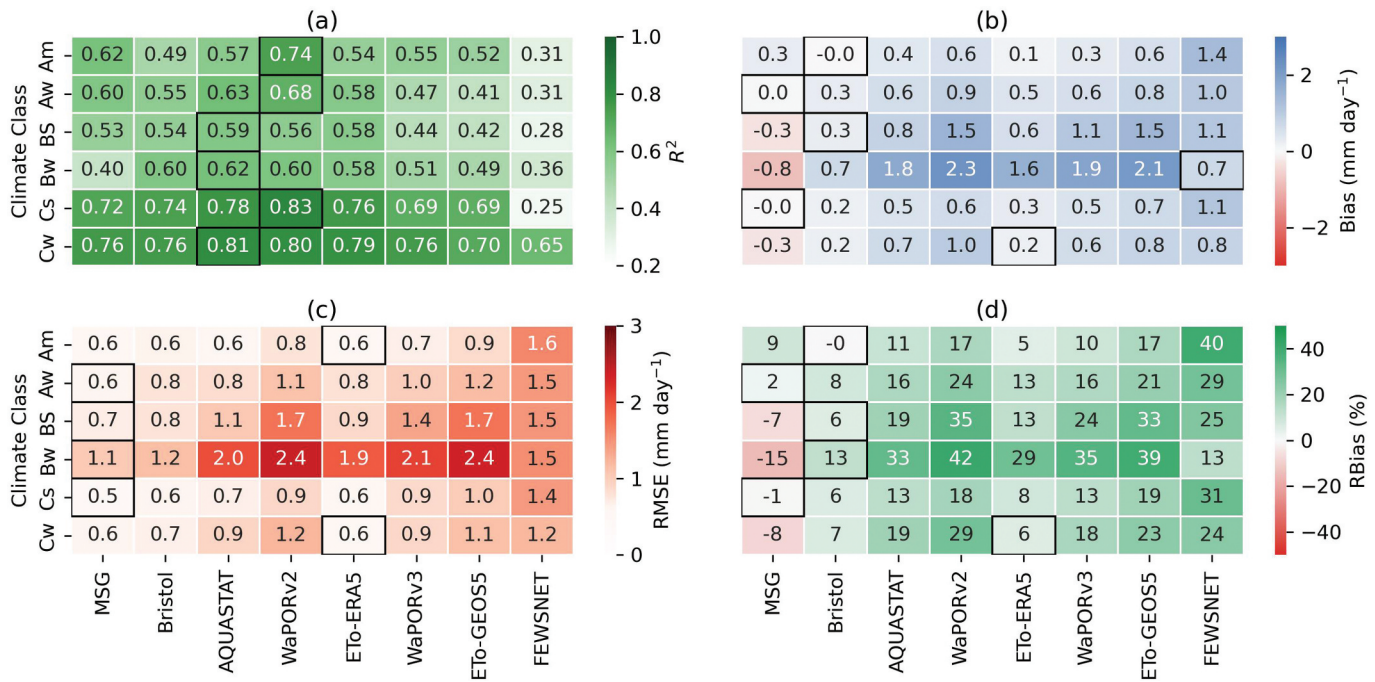 (a)
Climate Class
Am 0.62 0.49 0.57 0.74 0.54 0.55 0.52 0.31
Aw 0.60 0.55 0.63 0.68 0.58 0.47 0.41 0.31
BS 0.53 0.54 0.59 0.56 0.58 0.44 0.42 0.28
Bw 0.40 0.60 0.62 0.60 0.58 0.51 0.49 0.36
Cs 0.72 0.74 0.78 0.83 0.76 0.69 0.69 0.25
Cw 0.76 0.76 0.81 0.80 0.79 0.76 0.70 0.65
1.0
0.8
0.6
0.4
0.2
R²
(b)
0.3 -0.0 0.4 0.6 0.1 0.3 0.6 1.4
0.0 0.3 0.6 0.9 0.5 0.6 0.8 1.0
-0.3 0.3 0.8 1.5 0.6 1.1 1.5 1.1
-0.8 0.7 1.8 2.3 1.6 1.9 2.1 0.7
-0.0 0.2 0.5 0.6 0.3 0.5 0.7 1.1
-0.3 0.2 0.7 1.0 0.2 0.6 0.8 0.8
2
0
−2
Bias (mm day⁻¹)
(c)
Climate Class
Am 0.6 0.6 0.6 0.8 0.6 0.7 0.9 1.6
Aw 0.6 0.8 0.8 1.1 0.8 1.0 1.2 1.5
BS 0.7 0.8 1.1 1.7 0.9 1.4 1.7 1.5
Bw 1.1 1.2 2.0 2.4 1.9 2.1 2.4 1.5
Cs 0.5 0.6 0.7 0.9 0.6 0.9 1.0 1.4
Cw 0.6 0.7 0.9 1.2 0.6 0.9 1.1 1.2
MSG
Bristol
AQUASTAT
WaPORv2
ETo-ERA5
WaPORv3
ETo-GEOS5
FEWSNET
3
2
1
0
RMSE (mm day⁻¹)
(d)
9 -0 11 17 5 10 17 40
2 8 16 24 13 16 21 29
-7 6 19 35 13 24 33 25
-15 13 33 42 29 35 39 13
-1 6 13 18 8 13 19 31
-8 7 19 29 6 18 23 24
MSG
Bristol
AQUASTAT
WaPORv2
ETo-ERA5
WaPORv3
ETo-GEOS5
FEWSNET
40
20
0
−20
−40
RBias (%)